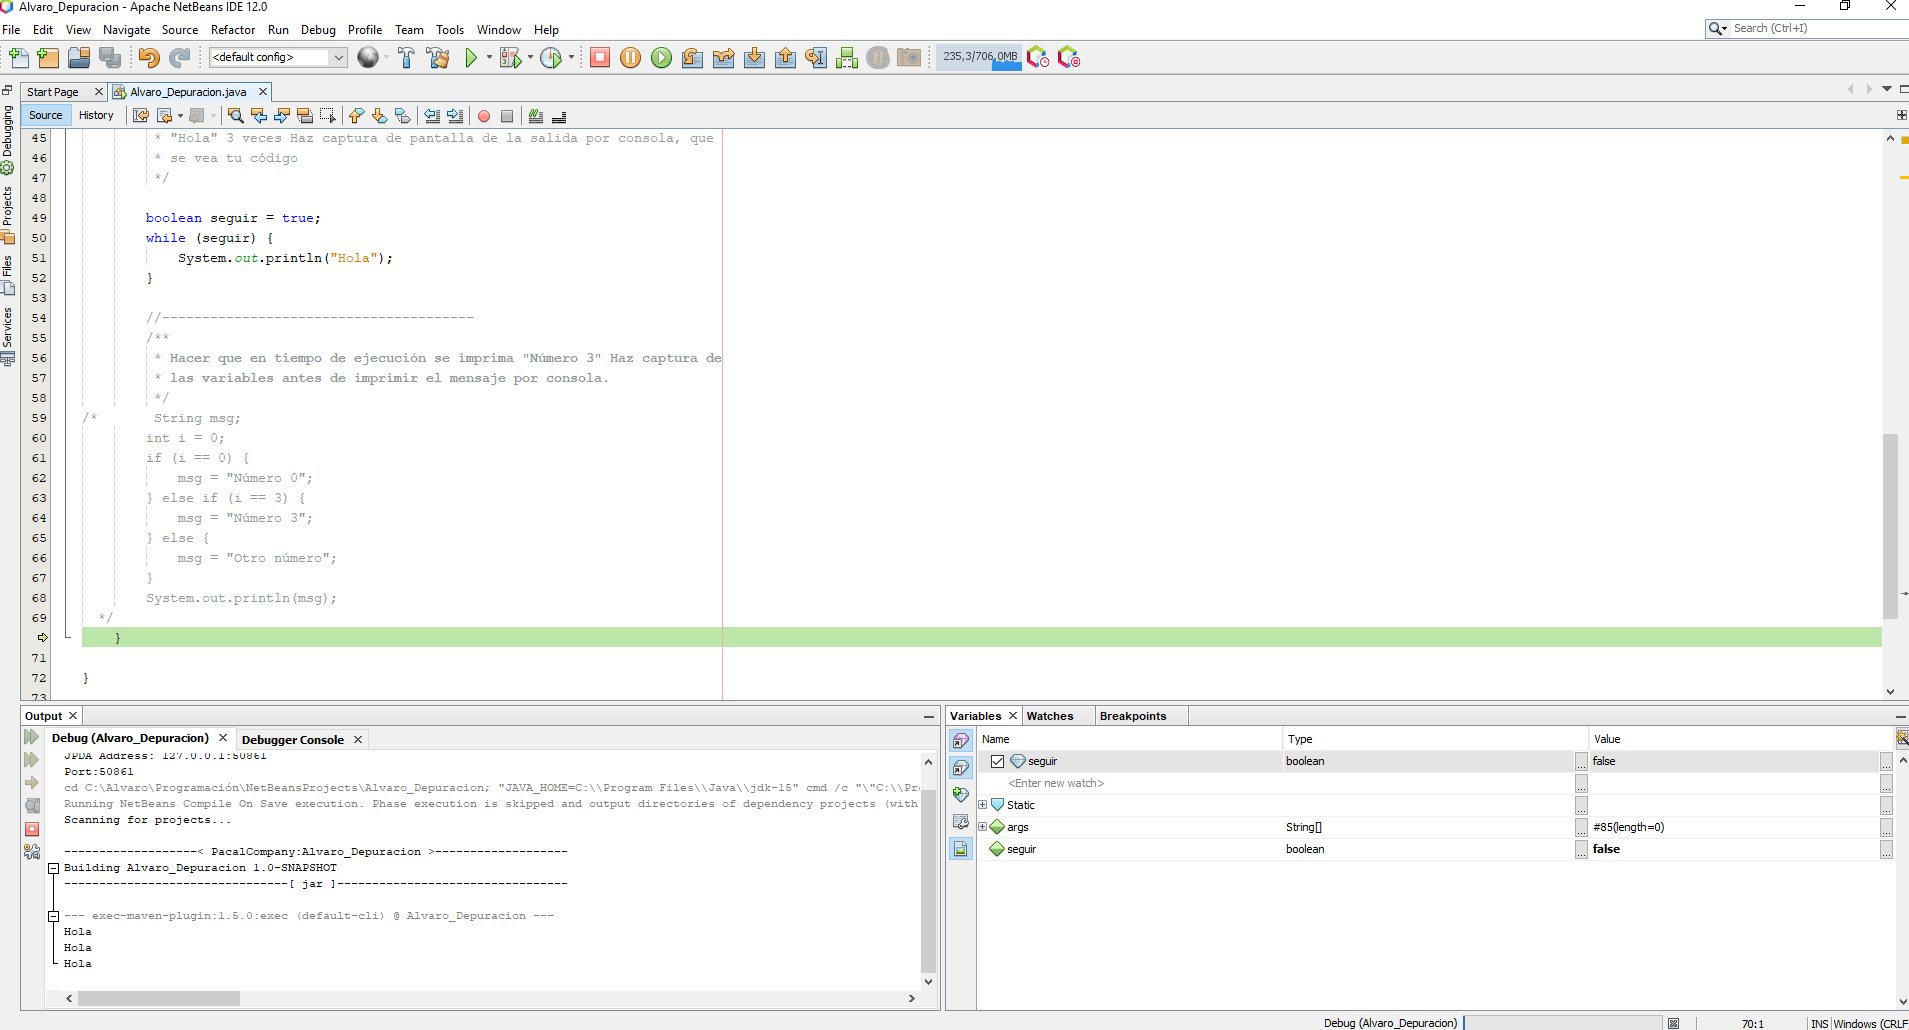 Alvaro_Depuracion - Apache NetBeans IDE 12.0
File Edit View Navigate Source Refactor Run Debug Profile Team Tools Window Help
Search (Ctrl+I)
<default config>
235,3/706,0MB
Start Page
Alvaro_Depuracion.java
Source History
Debugging
Projects
Files
Services
45 * "Hola" 3 veces Haz captura de pantalla de la salida por consola, que
46 * se vea tu código
47 */
48
49 boolean seguir = true;
50 while (seguir) {
51 System.out.println("Hola");
52 }
53
54 //---------------------------------------
55 /**
56 * Hacer que en tiempo de ejecución se imprima "Número 3" Haz captura de
57 * las variables antes de imprimir el mensaje por consola.
58 */
59 /* String msg;
60 int i = 0;
61 if (i == 0) {
62 msg = "Número 0";
63 } else if (i == 3) {
64 msg = "Número 3";
65 } else {
66 msg = "Otro número";
67 }
68 System.out.println(msg);
69 */
}
71
72 }
73
Output
Debug (Alvaro_Depuracion)
Debugger Console
JPDA Address: 127.0.0.1:50861
Port:50861
cd C:\Alvaro\Programación\NetBeansProjects\Alvaro_Depuracion; "JAVA_HOME=C:\\Program Files\\Java\\jdk-15" cmd /c "\"C:\\Pr
Running NetBeans Compile On Save execution. Phase execution is skipped and output directories of dependency projects (with
Scanning for projects...
-------------------< PacalCompany:Alvaro_Depuracion >-------------------
Building Alvaro_Depuracion 1.0-SNAPSHOT
--------------------------------[ jar ]---------------------------------
--- exec-maven-plugin:1.5.0:exec (default-cli) @ Alvaro_Depuracion ---
Hola
Hola
Hola
Variables Watches Breakpoints
Name Type Value
seguir boolean ... false ...
<Enter new watch> ... ...
Static ... ...
args String[] ... #85(length=0) ...
seguir boolean ... false ...
Debug (Alvaro_Depuracion) 70:1 INS Windows (CRLF